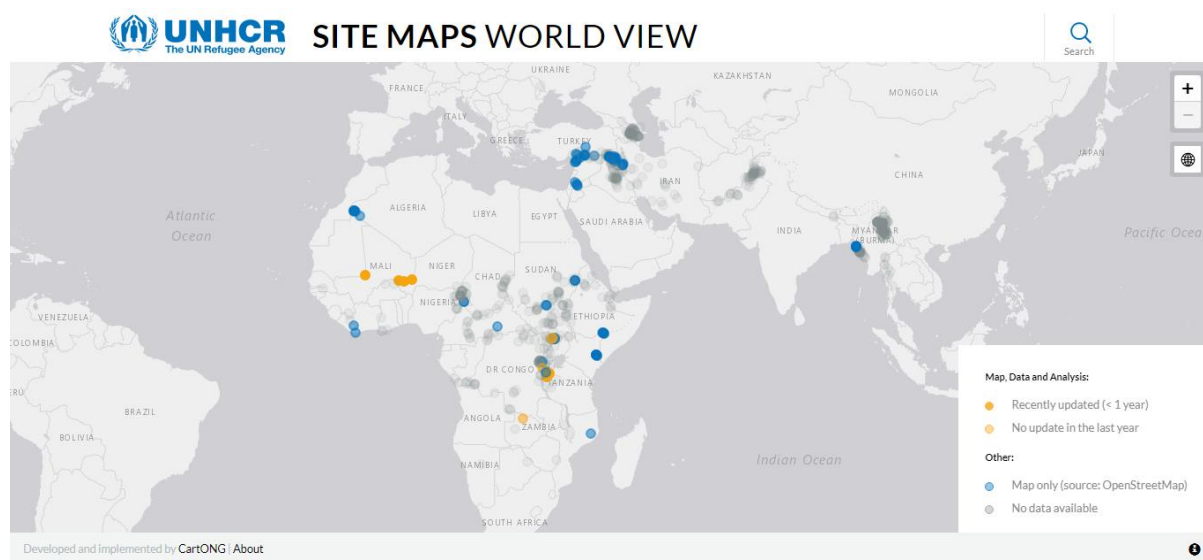 UNHCR
The UN Refugee Agency
SITE MAPS WORLD VIEW
Search
UKRAINE
KAZAKHSTAN
FRANCE
MONGOLIA
ITALY
GREECE
TURKEY
JAPAN
IRAN
CHINA
ALGERIA
LIBYA
EGYPT
SAUDI ARABIA
Atlantic
Ocean
INDIA
MYANMAR
(BURMA)
Pacific Ocea
MALI
NIGER
CHAD
SUDAN
NIGERIA
ETHIOPIA
VENEZUELA
COLOMBIA
DR CONGO
TANZANIA
BRAZIL
ANGOLA
ZAMBIA
BOLIVIA
NAMIBIA
Indian Ocean
SOUTH AFRICA
+
−
Map, Data and Analysis:
Recently updated (< 1 year)
No update in the last year
Other:
Map only (source: OpenStreetMap)
No data available
Developed and implemented by CartONG | About